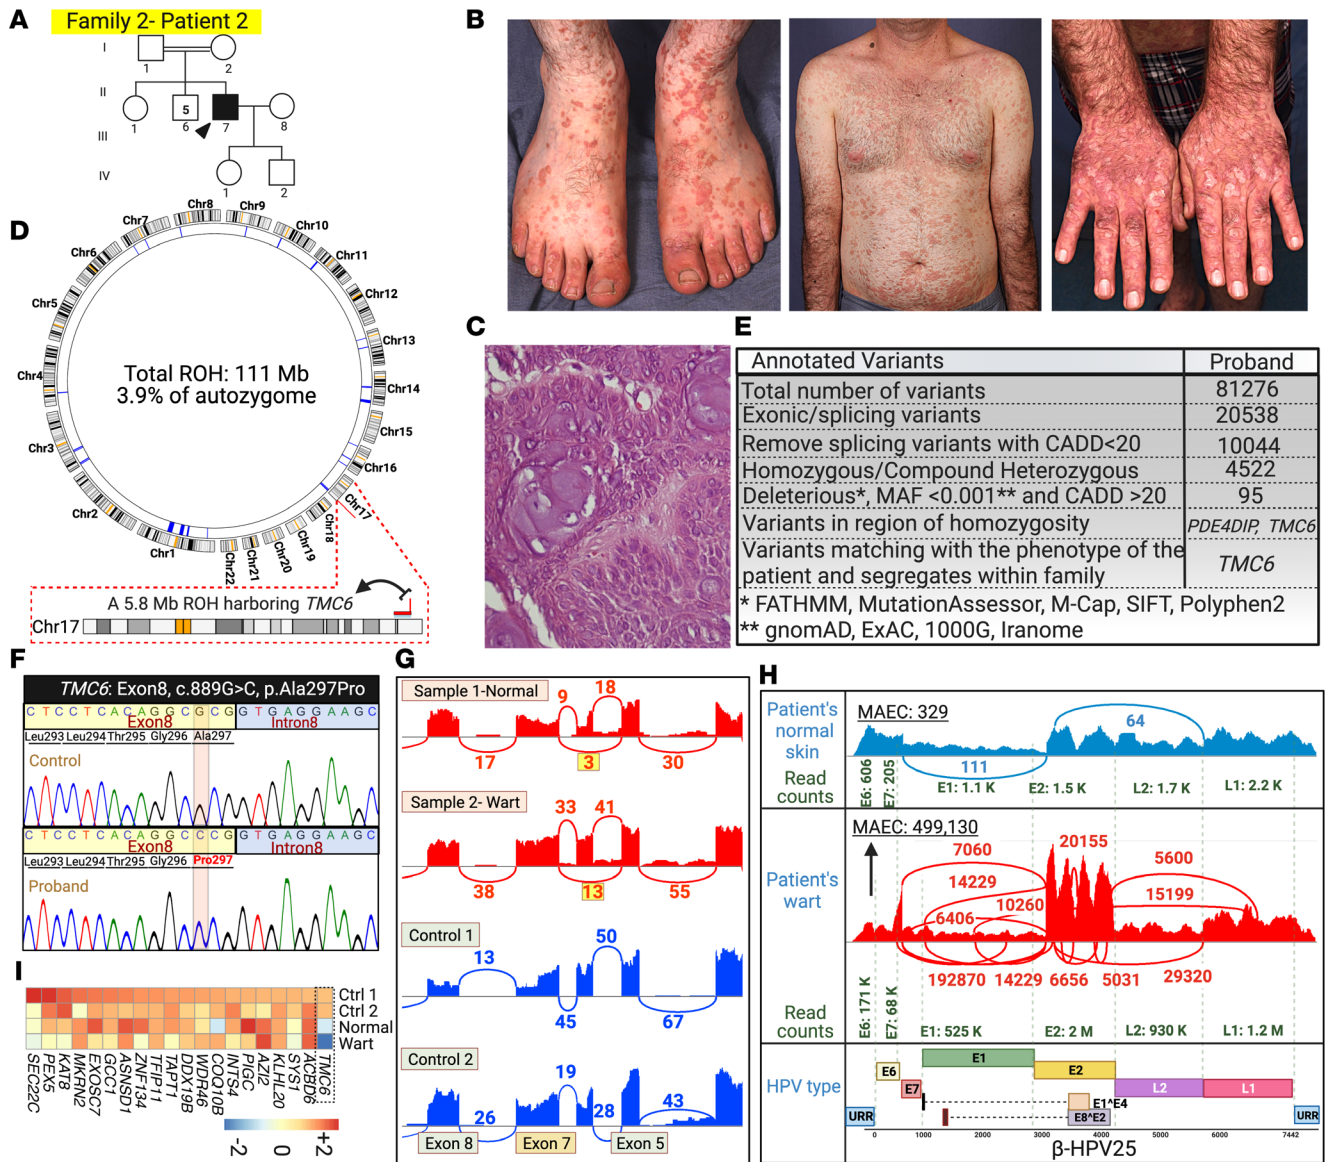 A
Family 2- Patient 2
I
1
2
II
1
5
6
7
8
III
1
2
IV
B
C
D
Chr1
Chr2
Chr3
Chr4
Chr5
Chr6
Chr7
Chr8
Chr9
Chr10
Chr11
Chr12
Chr13
Chr14
Chr15
Chr16
Chr17
Chr18
Chr19
Chr20
Chr21
Chr22
Total ROH: 111 Mb
3.9% of autozygome
A 5.8 Mb ROH harboring TMC6
Chr17
E
Annotated Variants Proband
Total number of variants 81276
Exonic/splicing variants 20538
Remove splicing variants with CADD<20 10044
Homozygous/Compound Heterozygous 4522
Deleterious*, MAF <0.001** and CADD >20 95
Variants in region of homozygosity PDE4DIP, TMC6
Variants matching with the phenotype of the
patient and segregates within family TMC6
* FATHMM, MutationAssessor, M-Cap, SIFT, Polyphen2
** gnomAD, ExAC, 1000G, Iranome
F
TMC6: Exon8, c.889G>C, p.Ala297Pro
C T C C T C A C A G G C G C G G T G A G G A A G C
Exon8 Intron8
Leu293 Leu294 Thr295 Gly296 Ala297
Control
C T C C T C A C A G G C C C G G T G A G G A A G C
Exon8 Intron8
Leu293 Leu294 Thr295 Gly296 Pro297
Proband
G
Sample 1-Normal
9
18
17
3
30
Sample 2- Wart
33
41
38
13
55
Control 1
13
50
45
67
Control 2
19
26
28
43
Exon 8 Exon 7 Exon 5
H
Patient's
normal
skin
MAEC: 329
64
111
Read
counts
E6: 606
E7: 205
E1: 1.1 K
E2: 1.5 K
L2: 1.7 K
L1: 2.2 K
Patient's
wart
MAEC: 499,130
7060
20155
5600
14229
15199
10260
6406
192870
14229
6656
5031
29320
Read
counts
E6: 171 K
E7: 68 K
E1: 525 K
E2: 2 M
L2: 930 K
L1: 1.2 M
HPV type
E1
E2
E6
E7
L2
L1
E1^E4
E8^E2
URR
URR
0 1000 2000 3000 4000 5000 6000 7442
β-HPV25
I
Ctrl 1
Ctrl 2
Normal
Wart
SEC22C
PEX5
KAT8
MKRN2
EXOSC7
GCC1
ASNSD1
ZNF134
TFIP11
TAPT1
DDX19B
WDR46
COQ10B
INTS4
PIGC
AZI2
KLHL20
SYS1
ACBD6
TMC6
-2 0 +2